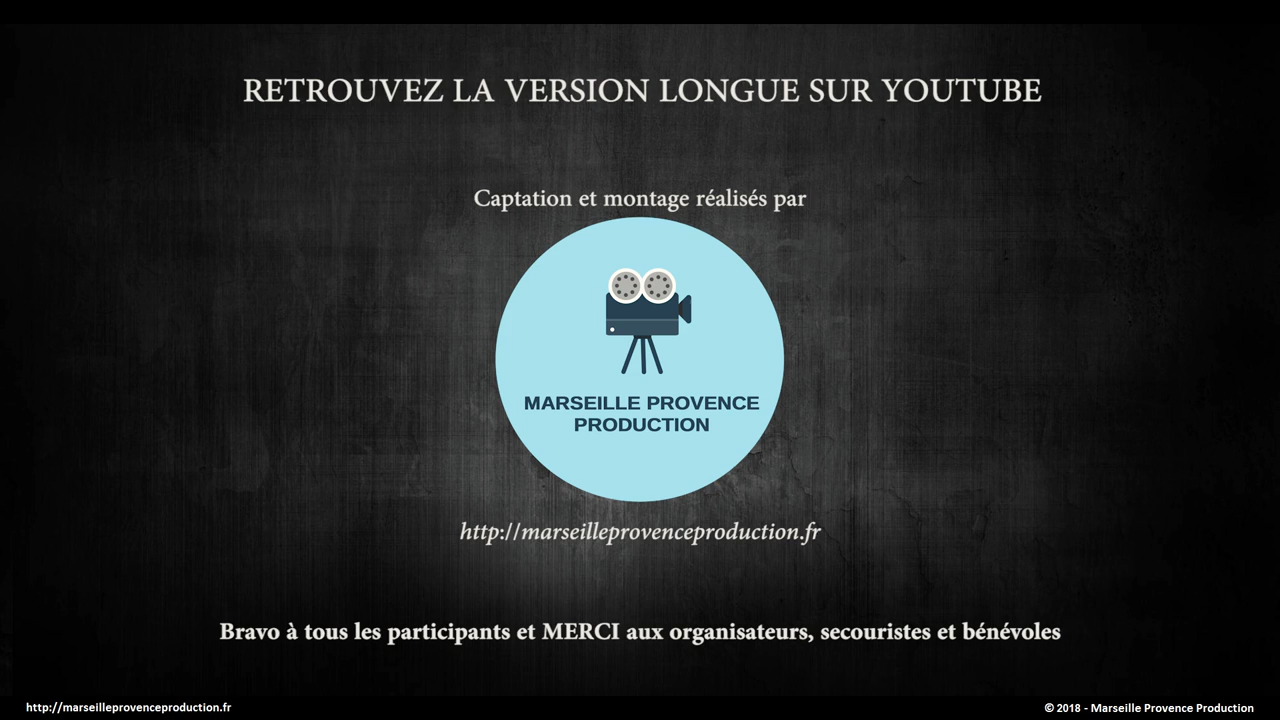 RETROUVEZ LA VERSION LONGUE SUR YOUTUBE
Captation et montage réalisés par
MARSEILLE PROVENCE
PRODUCTION
http://marseilleprovenceproduction.fr
Bravo à tous les participants et MERCI aux organisateurs, secouristes et bénévoles
http://marseilleprovenceproduction.fr
© 2018 - Marseille Provence Production